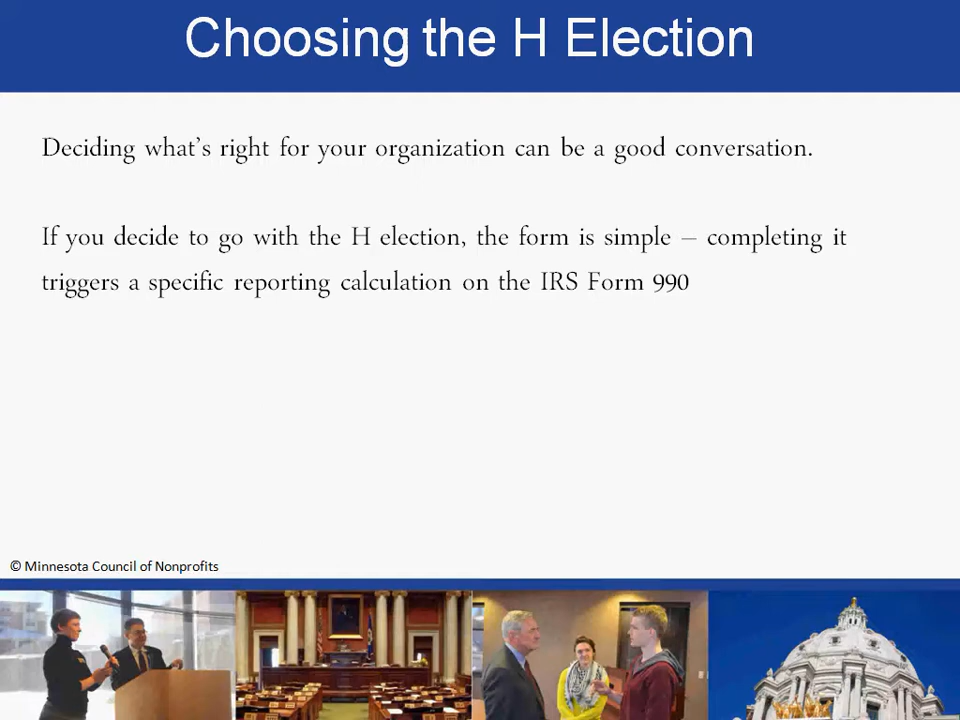 Choosing the H Election
Deciding what’s right for your organization can be a good conversation.
If you decide to go with the H election, the form is simple – completing it
triggers a specific reporting calculation on the IRS Form 990
© Minnesota Council of Nonprofits